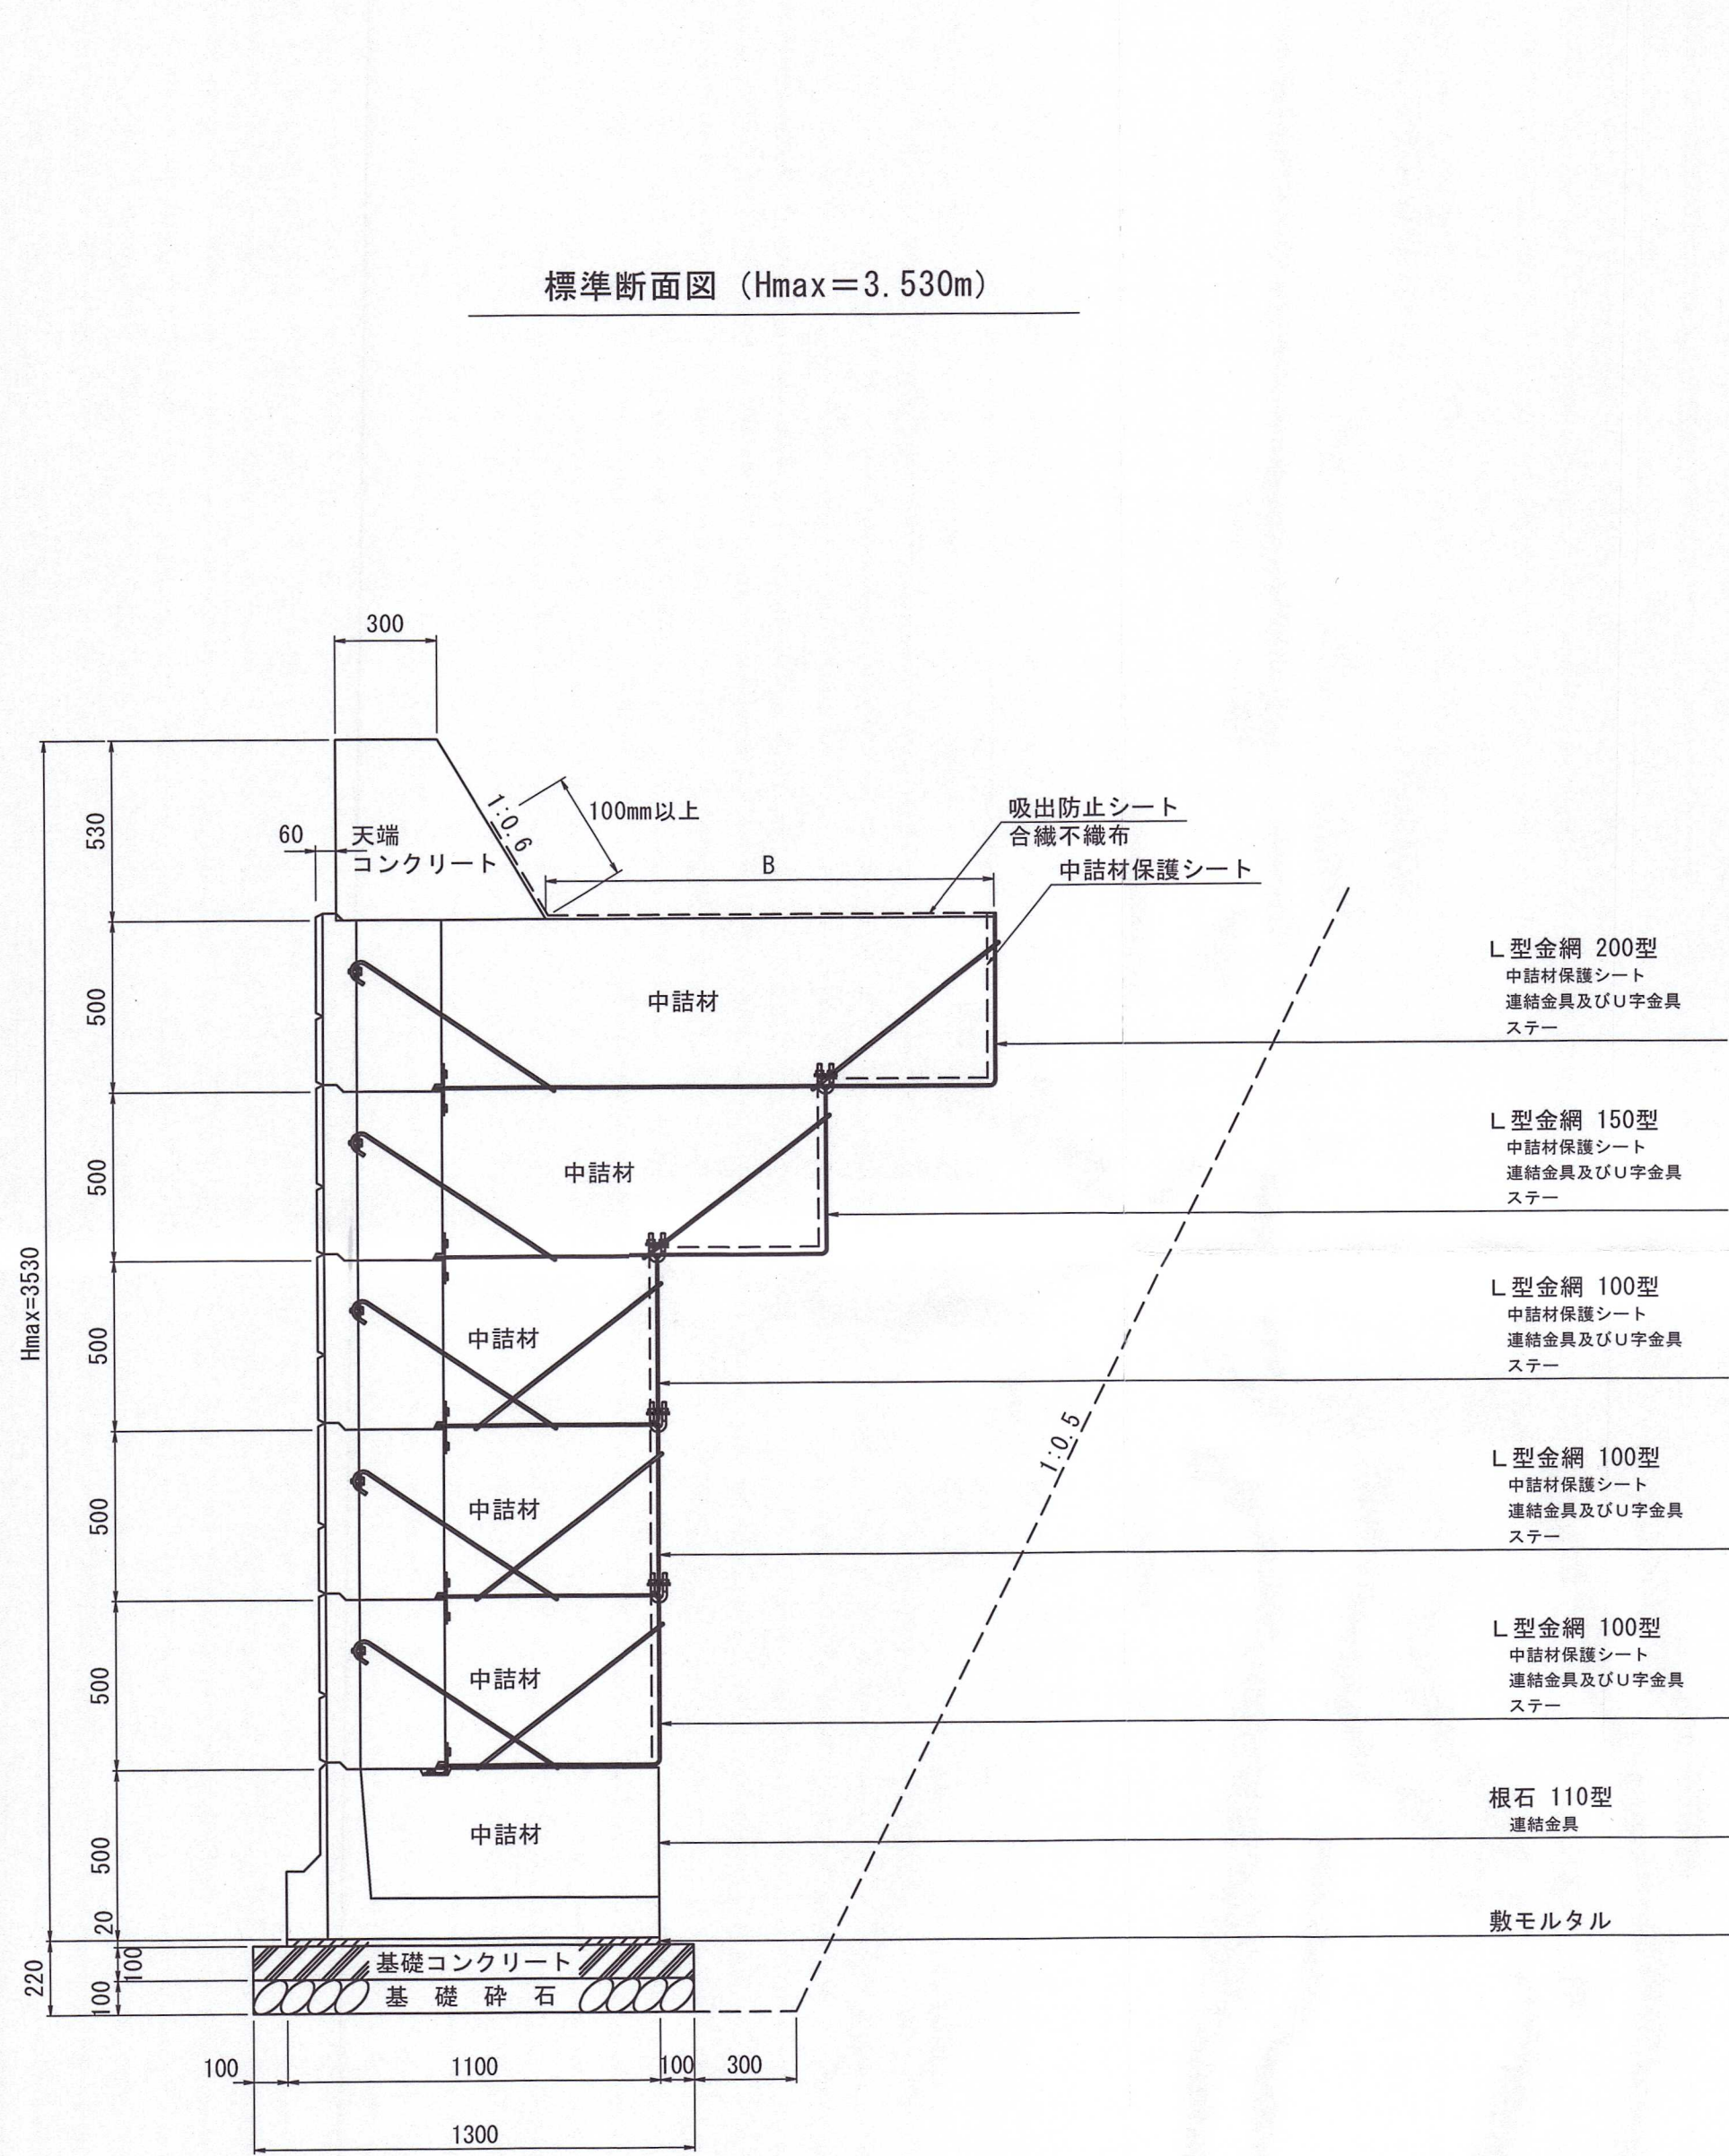 標準断面図 (Hmax=3.530m)
300
530
60
天端
コンクリート
1:0.6
100mm以上
B
吸出防止シート
合繊不織布
中詰材保護シート
500
中詰材
L型金網 200型
中詰材保護シート
連結金具及びU字金具
ステー
500
中詰材
L型金網 150型
中詰材保護シート
連結金具及びU字金具
ステー
Hmax=3530
500
中詰材
L型金網 100型
中詰材保護シート
連結金具及びU字金具
ステー
1:0.5
500
中詰材
L型金網 100型
中詰材保護シート
連結金具及びU字金具
ステー
500
中詰材
L型金網 100型
中詰材保護シート
連結金具及びU字金具
ステー
500
中詰材
根石 110型
連結金具
20
敷モルタル
220
100
基礎コンクリート
100
基礎砕石
100
1100
100
300
1300